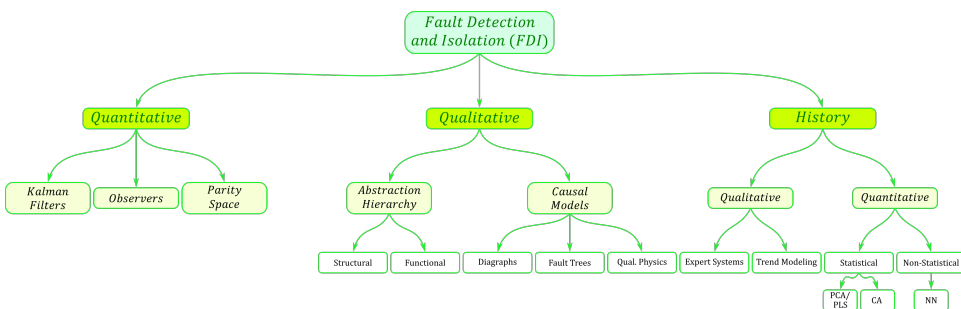 Fault Detection
and Isolation (FDI)
Quantitative
Qualitative
History
Kalman
Filters
Observers
Parity
Space
Abstraction
Hierarchy
Causal
Models
Qualitative
Quantitative
Structural
Functional
Diagraphs
Fault Trees
Qual. Physics
Expert Systems
Trend Modeling
Statistical
Non-Statistical
PCA/
PLS
CA
NN